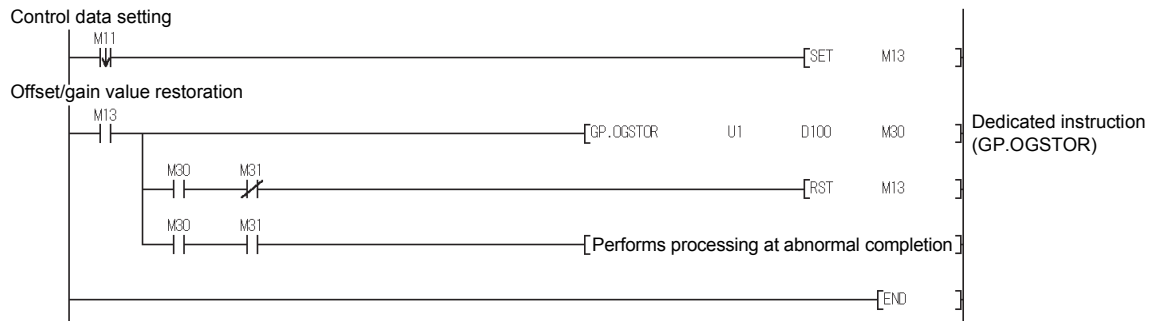 Control data setting
M11
SET M13
Offset/gain value restoration
M13
GP.OGSTOR U1 D100 M30
Dedicated instruction
(GP.OGSTOR)
M30 M31
RST M13
M30 M31
Performs processing at abnormal completion
END